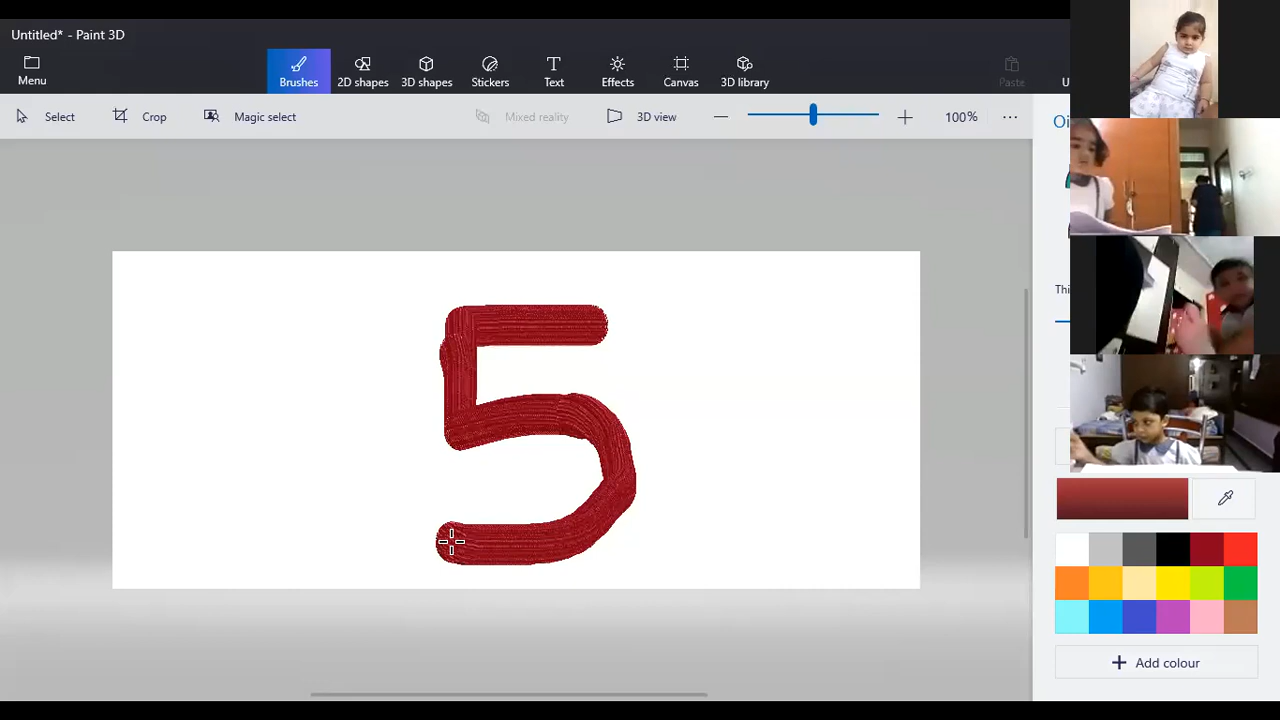 Untitled* - Paint 3D
Menu
Brushes
2D shapes
3D shapes
Stickers
Text
Effects
Canvas
3D library
Paste
Select
Crop
Magic select
Mixed reality
3D view
100%
5
Add colour